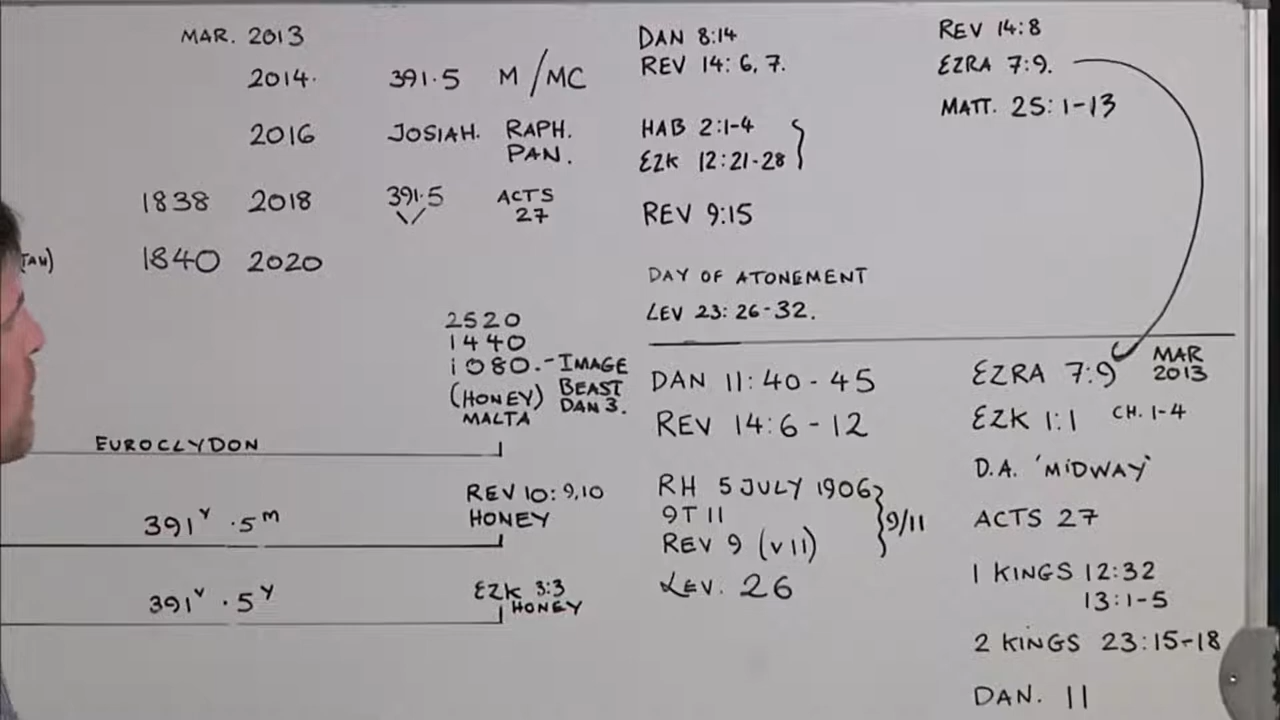 MAR. 2013
2014. 391.5 M/MC
2016 JOSIAH. RAPH.
PAN.
1838 2018 391.5 ACTS
27
1840 2020
2520
1440
1080.-IMAGE
(HONEY) BEAST
MALTA DAN 3.
EUROCLYDON
REV 10:9,10
391Y .5M HONEY
EZK 3:3
391Y .5Y HONEY
DAN 8:14
REV 14:6,7.
HAB 2:1-4
EZK 12:21-28
REV 9:15
DAY OF ATONEMENT
LEV 23:26-32.
DAN 11:40-45
REV 14:6-12
RH 5 JULY 1906
9T 11 9/11
REV 9 (V11)
LEV. 26
REV 14:8
EZRA 7:9.
MATT. 25:1-13
EZRA 7:9 MAR
2013
EZK 1:1 CH. 1-4
D.A. 'MIDWAY'
ACTS 27
1 KINGS 12:32
13:1-5
2 KINGS 23:15-18
DAN. 11